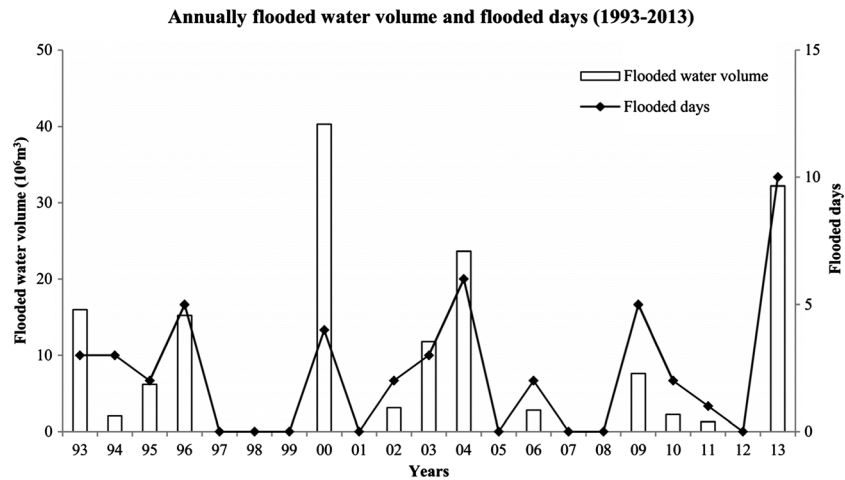 Annually flooded water volume and flooded days (1993-2013)
50
40
30
20
10
0
Flooded water volume (10⁶m³)
15
10
5
0
Flooded days
Flooded water volume
Flooded days
93 94 95 96 97 98 99 00 01 02 03 04 05 06 07 08 09 10 11 12 13
Years